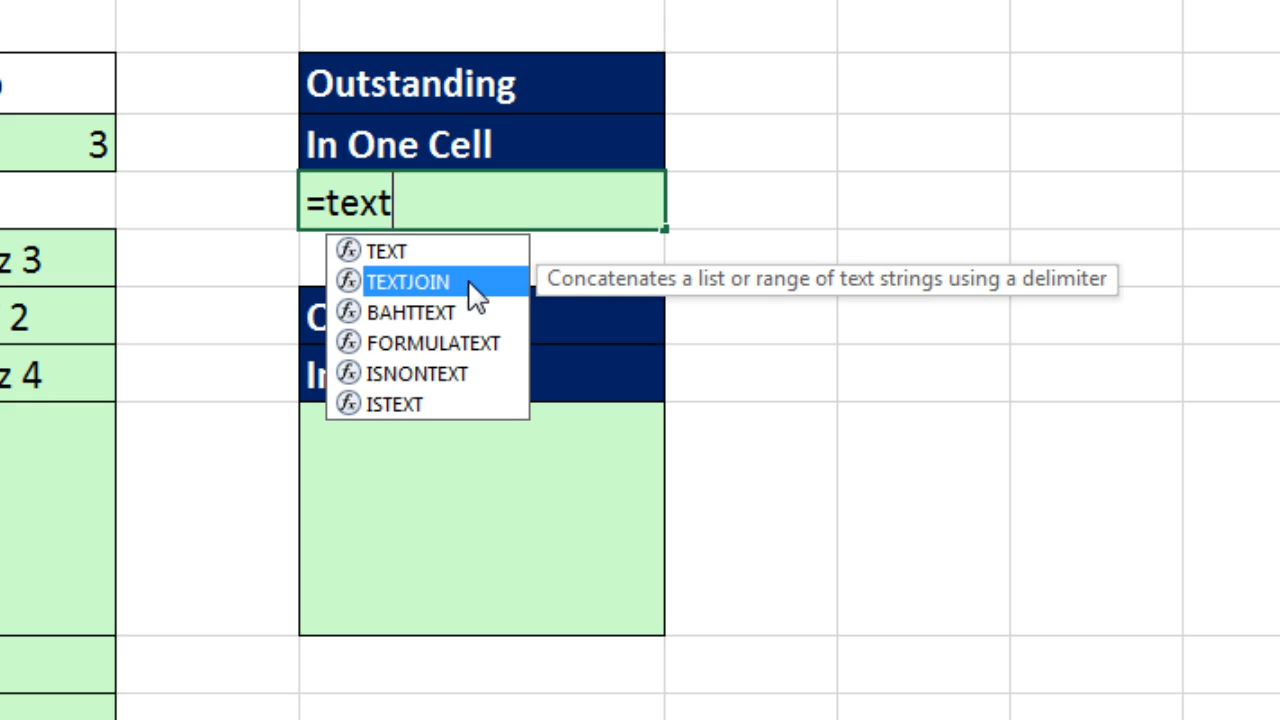 Outstanding
In One Cell
3
=text
TEXT
TEXTJOIN
Concatenates a list or range of text strings using a delimiter
BAHTTEXT
FORMULATEXT
ISNONTEXT
ISTEXT
z 3
2
z 4